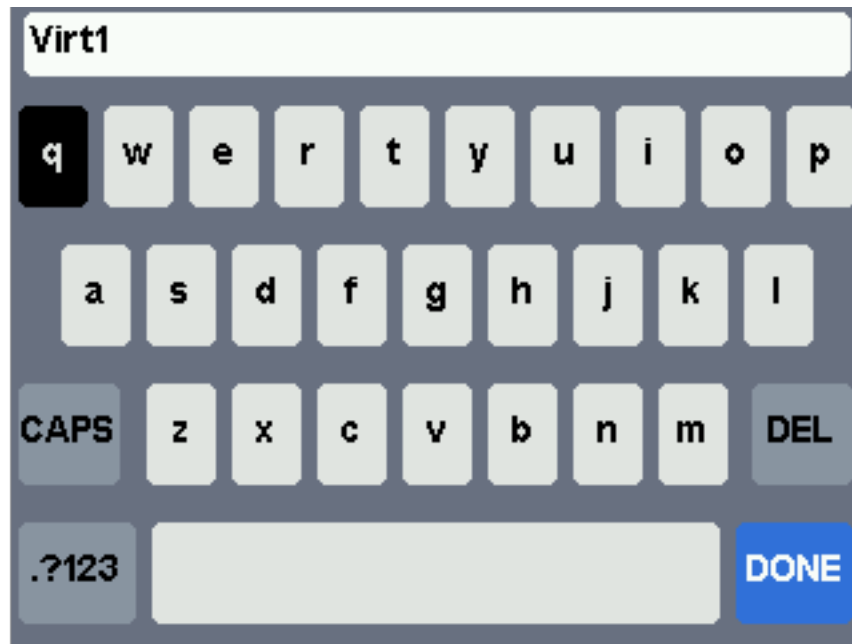 Virt1
q w e r t y u i o p
a s d f g h j k l
CAPS z x c v b n m DEL
.?123 DONE